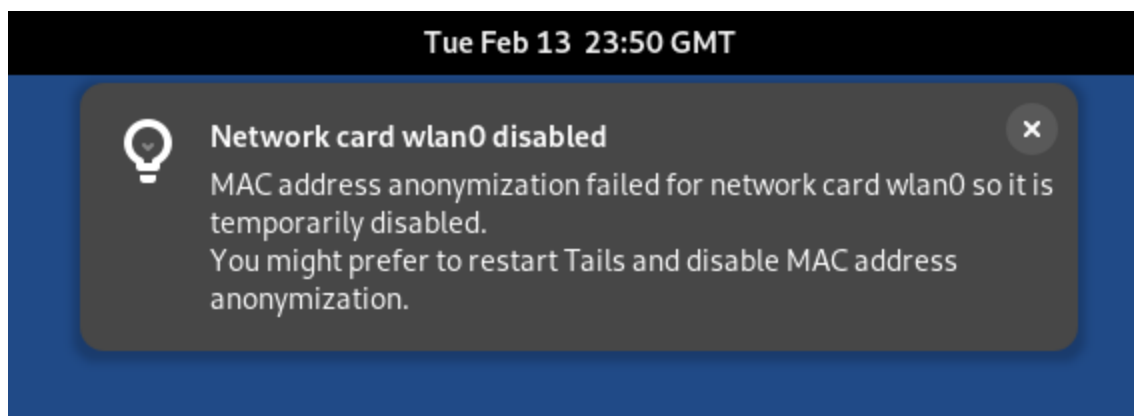 Tue Feb 13  23:50 GMT
Network card wlan0 disabled
MAC address anonymization failed for network card wlan0 so it is
temporarily disabled.
You might prefer to restart Tails and disable MAC address
anonymization.